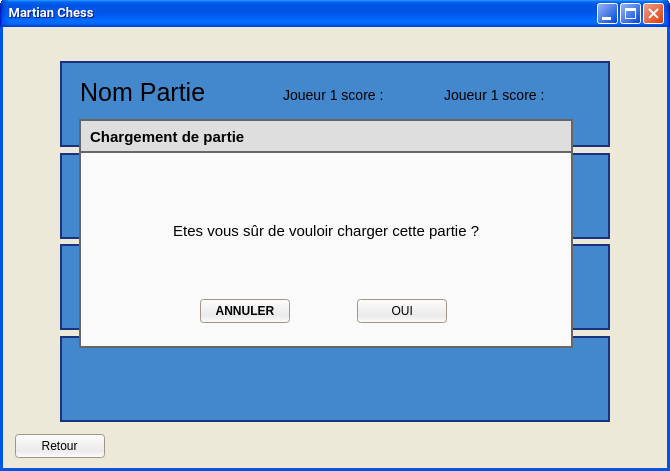 Martian Chess
Nom Partie
Joueur 1 score :
Joueur 1 score :
Chargement de partie
Etes vous sûr de vouloir charger cette partie ?
ANNULER
OUI
Retour